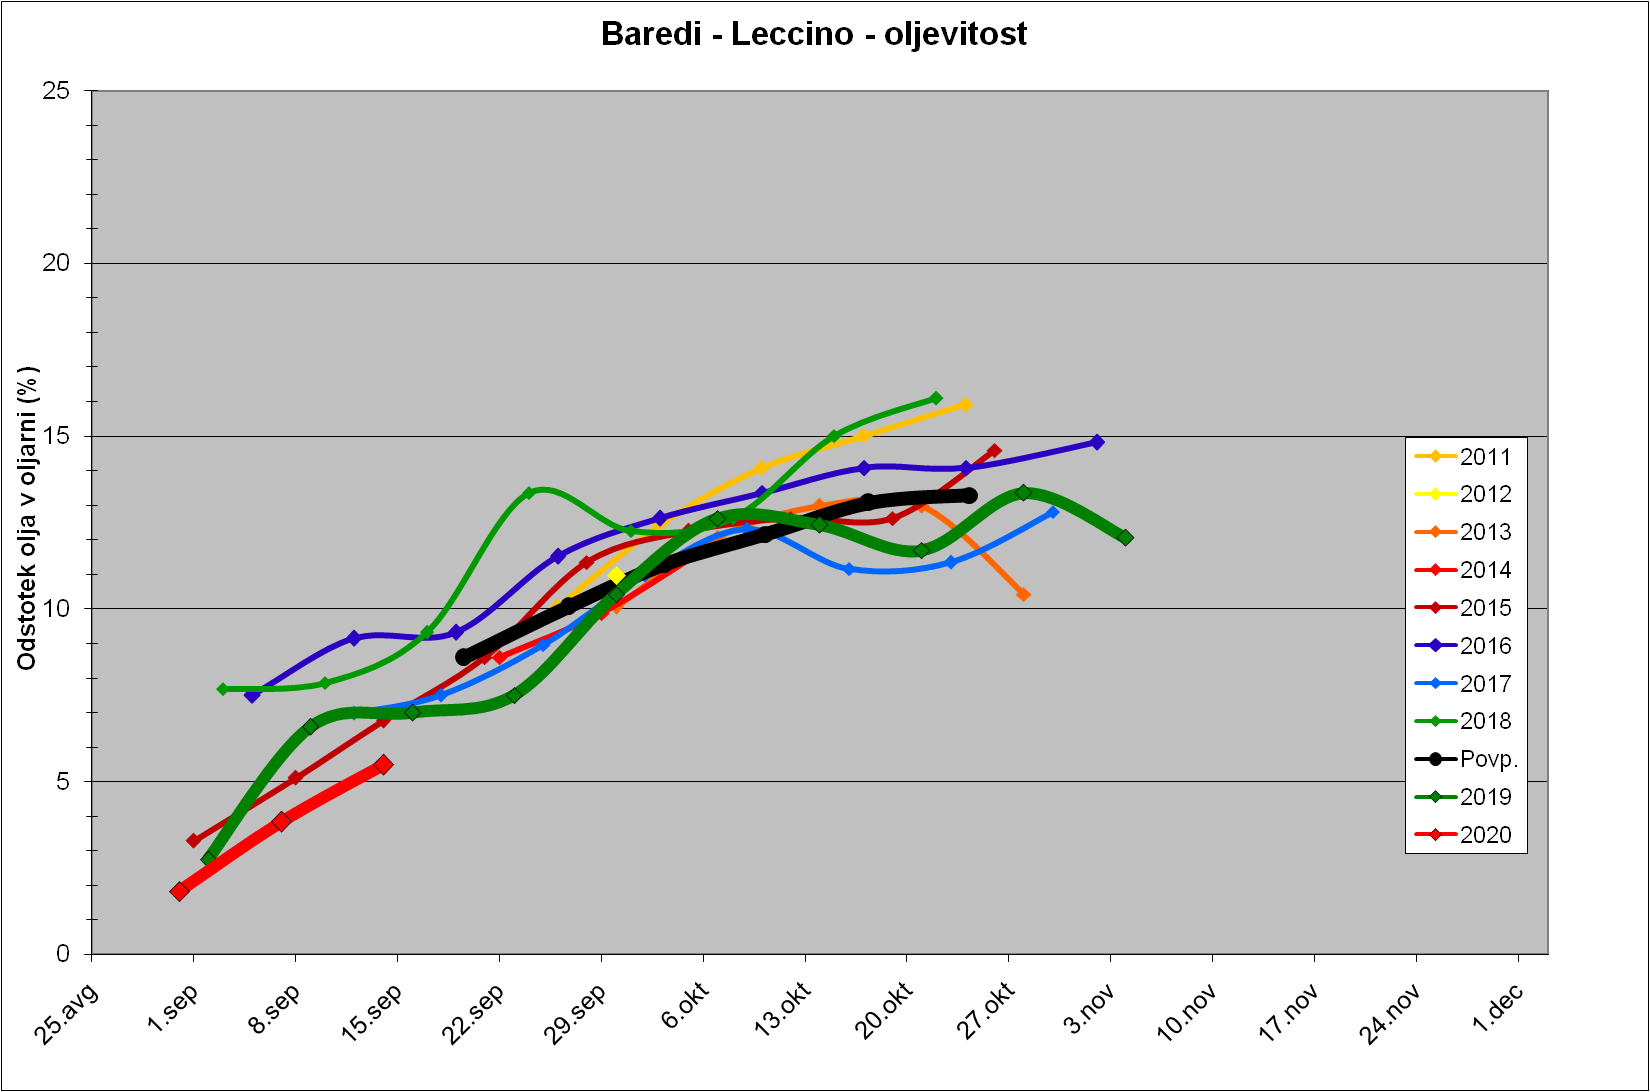 Baredi - Leccino - oljevitost
Odstotek olja v oljarni (%)
25
20
15
10
5
0
25.avg
1.sep
8.sep
15.sep
22.sep
29.sep
6.okt
13.okt
20.okt
27.okt
3.nov
10.nov
17.nov
24.nov
1.dec
2011
2012
2013
2014
2015
2016
2017
2018
Povp.
2019
2020